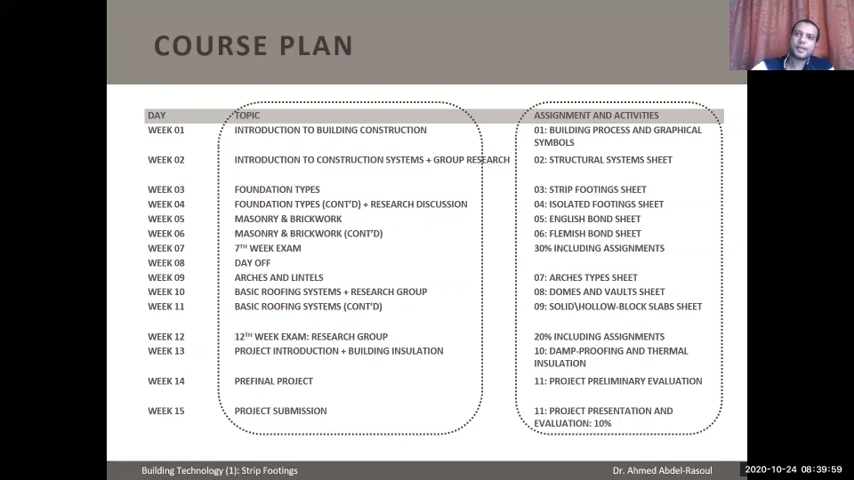 COURSE PLAN
DAY TOPIC ASSIGNMENT AND ACTIVITIES
WEEK 01 INTRODUCTION TO BUILDING CONSTRUCTION 01: BUILDING PROCESS AND GRAPHICAL
SYMBOLS
WEEK 02 INTRODUCTION TO CONSTRUCTION SYSTEMS + GROUP RESEARCH 02: STRUCTURAL SYSTEMS SHEET
WEEK 03 FOUNDATION TYPES 03: STRIP FOOTINGS SHEET
WEEK 04 FOUNDATION TYPES (CONT'D) + RESEARCH DISCUSSION 04: ISOLATED FOOTINGS SHEET
WEEK 05 MASONRY & BRICKWORK 05: ENGLISH BOND SHEET
WEEK 06 MASONRY & BRICKWORK (CONT'D) 06: FLEMISH BOND SHEET
WEEK 07 7TH WEEK EXAM 30% INCLUDING ASSIGNMENTS
WEEK 08 DAY OFF
WEEK 09 ARCHES AND LINTELS 07: ARCHES TYPES SHEET
WEEK 10 BASIC ROOFING SYSTEMS + RESEARCH GROUP 08: DOMES AND VAULTS SHEET
WEEK 11 BASIC ROOFING SYSTEMS (CONT'D) 09: SOLID\HOLLOW-BLOCK SLABS SHEET
WEEK 12 12TH WEEK EXAM: RESEARCH GROUP 20% INCLUDING ASSIGNMENTS
WEEK 13 PROJECT INTRODUCTION + BUILDING INSULATION 10: DAMP-PROOFING AND THERMAL
INSULATION
WEEK 14 PREFINAL PROJECT 11: PROJECT PRELIMINARY EVALUATION
WEEK 15 PROJECT SUBMISSION 11: PROJECT PRESENTATION AND
EVALUATION: 10%
Building Technology (1): Strip Footings Dr. Ahmed Abdel-Rasoul 2020-10-24 08:39:59